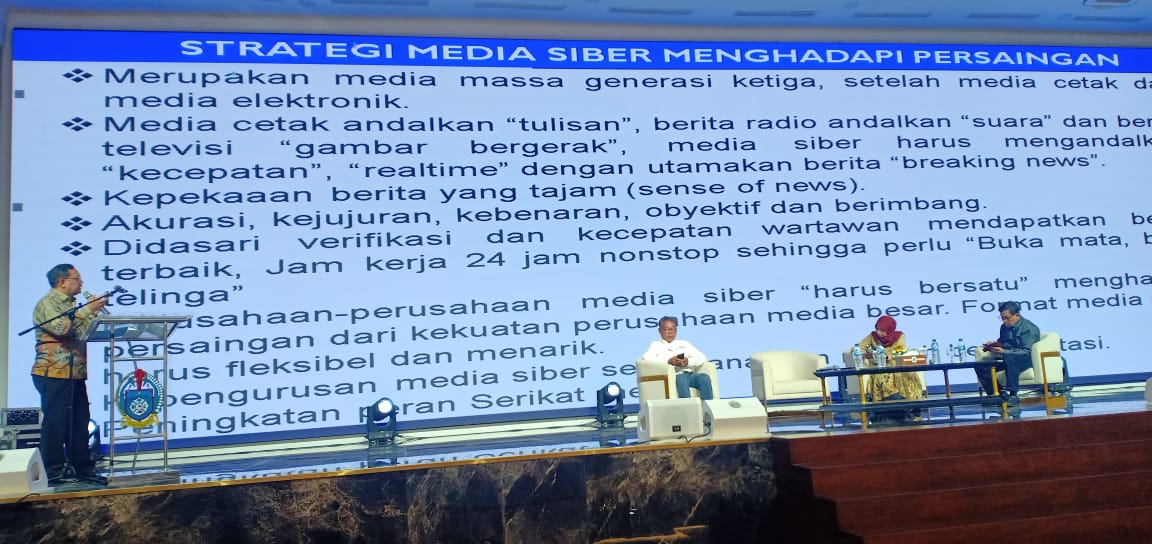 STRATEGI MEDIA SIBER MENGHADAPI PERSAINGAN
Merupakan media massa generasi ketiga, setelah media cetak da
media elektronik.
Media cetak andalkan “tulisan”, berita radio andalkan “suara” dan ber
televisi “gambar bergerak”, media siber harus mengandalk
“kecepatan”, “realtime” dengan utamakan berita “breaking news”.
Kepekaaan berita yang tajam (sense of news).
Akurasi, kejujuran, kebenaran, obyektif dan berimbang.
Didasari verifikasi dan kecepatan wartawan mendapatkan be
terbaik, Jam kerja 24 jam nonstop sehingga perlu “Buka mata, b
telinga”
usahaan-perusahaan media siber “harus bersatu” mengha
persaingan dari kekuatan perusahaan media besar. Format media
harus fleksibel dan menarik.
pengurusan media siber
peningkatan peran Serikat